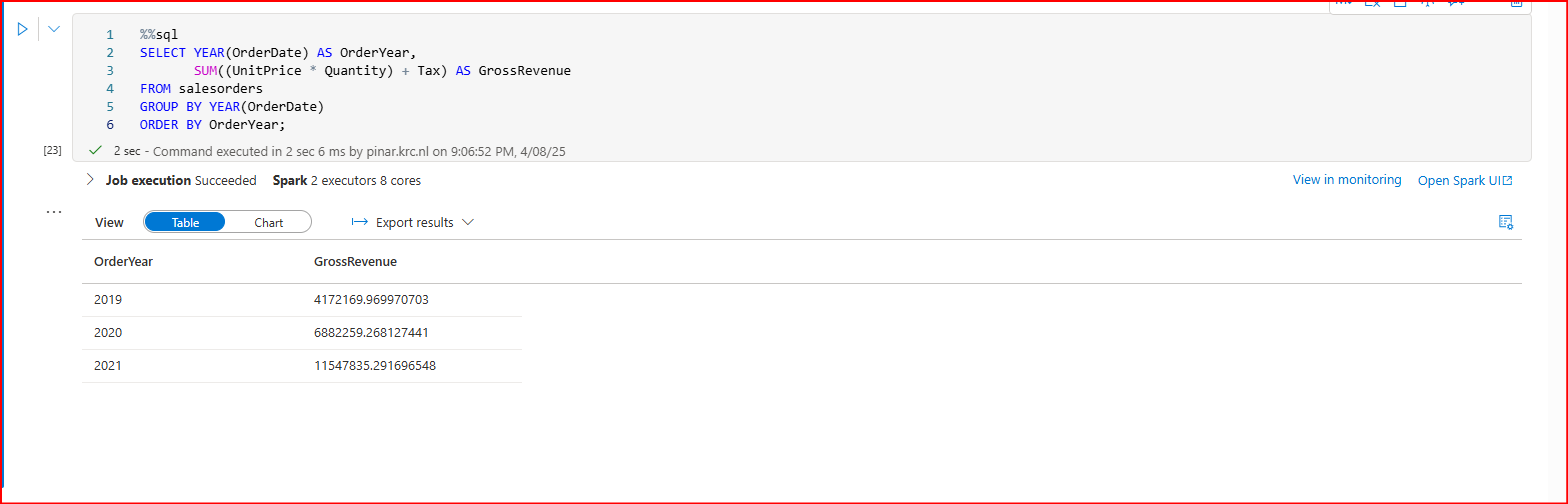 1 %%sql
2 SELECT YEAR(OrderDate) AS OrderYear,
3 SUM((UnitPrice * Quantity) + Tax) AS GrossRevenue
4 FROM salesorders
5 GROUP BY YEAR(OrderDate)
6 ORDER BY OrderYear;
[23] 2 sec - Command executed in 2 sec 6 ms by pinar.krc.nl on 9:06:52 PM, 4/08/25
Job execution Succeeded Spark 2 executors 8 cores View in monitoring Open Spark UI
View Table Chart Export results
OrderYear GrossRevenue
2019 4172169.969970703
2020 6882259.268127441
2021 11547835.291696548